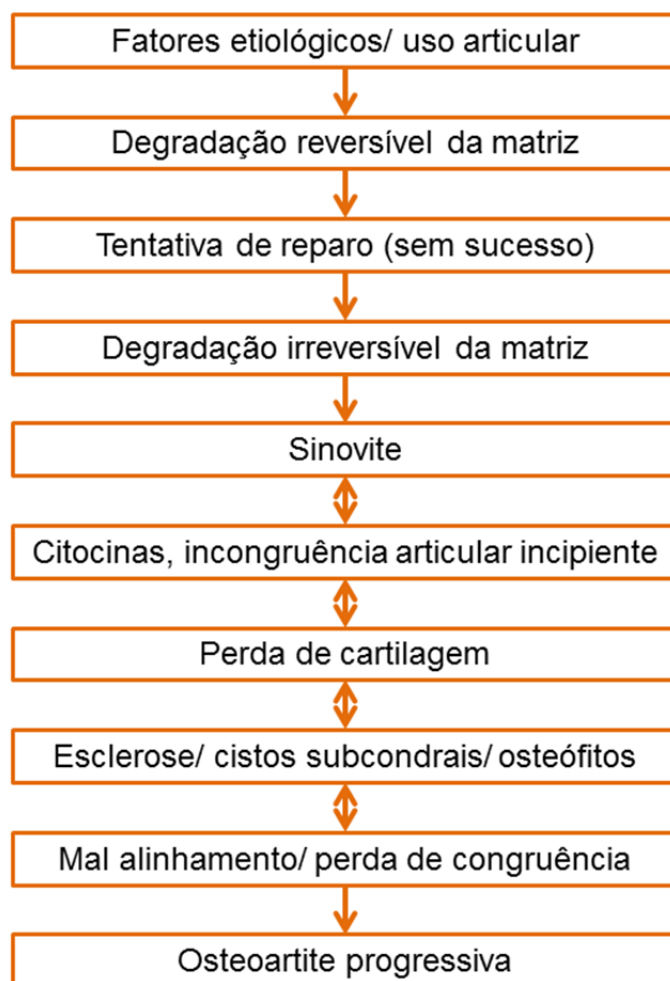 Fatores etiológicos/ uso articular
Degradação reversível da matriz
Tentativa de reparo (sem sucesso)
Degradação irreversível da matriz
Sinovite
Citocinas, incongruência articular incipiente
Perda de cartilagem
Esclerose/ cistos subcondrais/ osteófitos
Mal alinhamento/ perda de congruência
Osteoartite progressiva